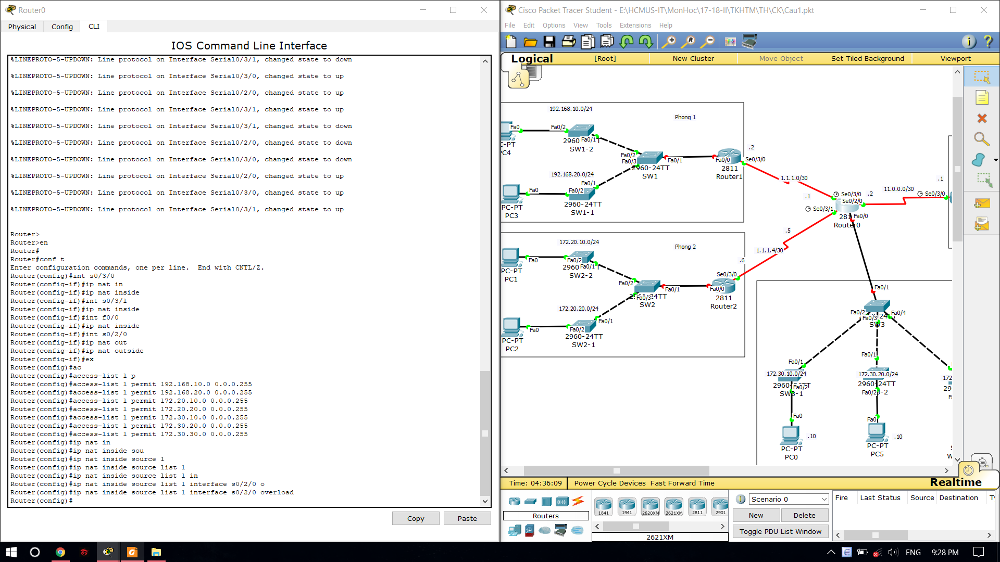 Router0
Physical
Config
CLI
IOS Command Line Interface
%LINEPROTO-5-UPDOWN: Line protocol on Interface Serial0/3/1, changed state to down
%LINEPROTO-5-UPDOWN: Line protocol on Interface Serial0/3/0, changed state to up
%LINEPROTO-5-UPDOWN: Line protocol on Interface Serial0/2/0, changed state to up
%LINEPROTO-5-UPDOWN: Line protocol on Interface Serial0/3/1, changed state to up
%LINEPROTO-5-UPDOWN: Line protocol on Interface Serial0/3/1, changed state to down
%LINEPROTO-5-UPDOWN: Line protocol on Interface Serial0/2/0, changed state to down
%LINEPROTO-5-UPDOWN: Line protocol on Interface Serial0/3/0, changed state to down
%LINEPROTO-5-UPDOWN: Line protocol on Interface Serial0/2/0, changed state to up
%LINEPROTO-5-UPDOWN: Line protocol on Interface Serial0/3/0, changed state to up
%LINEPROTO-5-UPDOWN: Line protocol on Interface Serial0/3/1, changed state to up
Router>
Router>en
Router#
Router#conf t
Enter configuration commands, one per line.  End with CNTL/Z.
Router(config)#int s0/3/0
Router(config-if)#ip nat in
Router(config-if)#ip nat inside
Router(config-if)#int s0/3/1
Router(config-if)#ip nat inside
Router(config-if)#int f0/0
Router(config-if)#ip nat inside
Router(config-if)#int s0/2/0
Router(config-if)#ip nat out
Router(config-if)#ip nat outside
Router(config-if)#ex
Router(config)#ac
Router(config)#access-list 1 p
Router(config)#access-list 1 permit 192.168.10.0 0.0.0.255
Router(config)#access-list 1 permit 192.168.20.0 0.0.0.255
Router(config)#access-list 1 permit 172.20.10.0 0.0.0.255
Router(config)#access-list 1 permit 172.20.20.0 0.0.0.255
Router(config)#access-list 1 permit 172.30.10.0 0.0.0.255
Router(config)#access-list 1 permit 172.30.20.0 0.0.0.255
Router(config)#access-list 1 permit 172.30.30.0 0.0.0.255
Router(config)#ip nat in
Router(config)#ip nat inside sou
Router(config)#ip nat inside source l
Router(config)#ip nat inside source list 1
Router(config)#ip nat inside source list 1 in
Router(config)#ip nat inside source list 1 interface s0/2/0 o
Router(config)#ip nat inside source list 1 interface s0/2/0 overload
Router(config)#
Copy
Paste
Cisco Packet Tracer Student - E:\HCMUS-IT\MonHoc\17-18-II\TKHTM\TH\CK\Cau1.pkt
File Edit Options View Tools Extensions Help
Logical
[Root]
New Cluster
Move Object
Set Tiled Background
Viewport
192.168.10.0/24
Phong 1
Fa0
Fa0/2
C-PT
PC4
2960
Fa0/1
SW1-2
Fa0/2
Fa0/3
2960-24TT
SW1
Fa0/1
Fa0/0
2811
Router1
.2
Se0/3/0
192.168.20.0/24
Fa0/1
Fa0
Fa0/2
PC-PT
PC3
2960-24TT
SW1-1
1.1.1.0/30
.1
Se0/3/0
Se0/2/0
.2
Se0/3/1
Fa0/0
Router0
11.0.0.0/30
.1
Se0/3/0
.5
1.1.1.4/30
.6
172.20.10.0/24
Phong 2
Fa0
Fa0/2
PC-PT
PC1
2960
Fa0/1
SW2-2
Fa0/2
Fa0/3
24TT
SW2
Fa0/1
Fa0/0
Se0/3/0
2811
Router2
172.20.20.0/24
Fa0/1
Fa0
Fa0/2
PC-PT
PC2
2960-24TT
SW2-1
Fa0/1
Fa0/2
Fa0/3
Fa0/4
SW3
Fa0/1
172.30.10.0/24
2960
Fa0/2
SW3-1
Fa0
PC-PT
PC0
.10
Fa0/1
172.30.20.0/24
2960-24TT
Fa0/2
3-2
Fa0
PC-PT
PC5
.10
172
29
Time: 04:36:09
Power Cycle Devices Fast Forward Time
Realtime
Routers
1841
1941
2620XM
2621XM
2811
2901
2621XM
Scenario 0
New
Delete
Toggle PDU List Window
Fire
Last Status
Source
Destination
ENG
9:28 PM